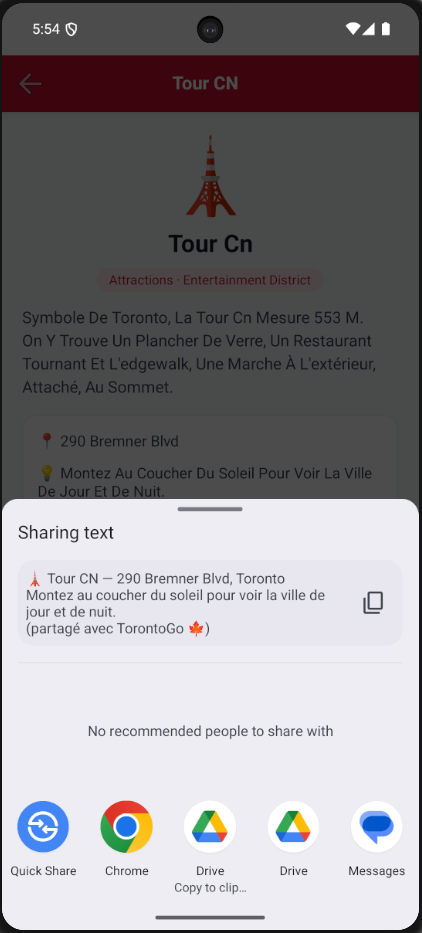 5:54
Tour CN
Tour Cn
Attractions · Entertainment District
Symbole De Toronto, La Tour Cn Mesure 553 M.
On Y Trouve Un Plancher De Verre, Un Restaurant
Tournant Et L'edgewalk, Une Marche À L'extérieur,
Attaché, Au Sommet.
📍 290 Bremner Blvd
💡 Montez Au Coucher Du Soleil Pour Voir La Ville
De Jour Et De Nuit.
Sharing text
🗼 Tour CN — 290 Bremner Blvd, Toronto
Montez au coucher du soleil pour voir la ville de
jour et de nuit.
(partagé avec TorontoGo 🍁)
No recommended people to share with
Quick Share
Chrome
Drive
Copy to clip...
Drive
Messages